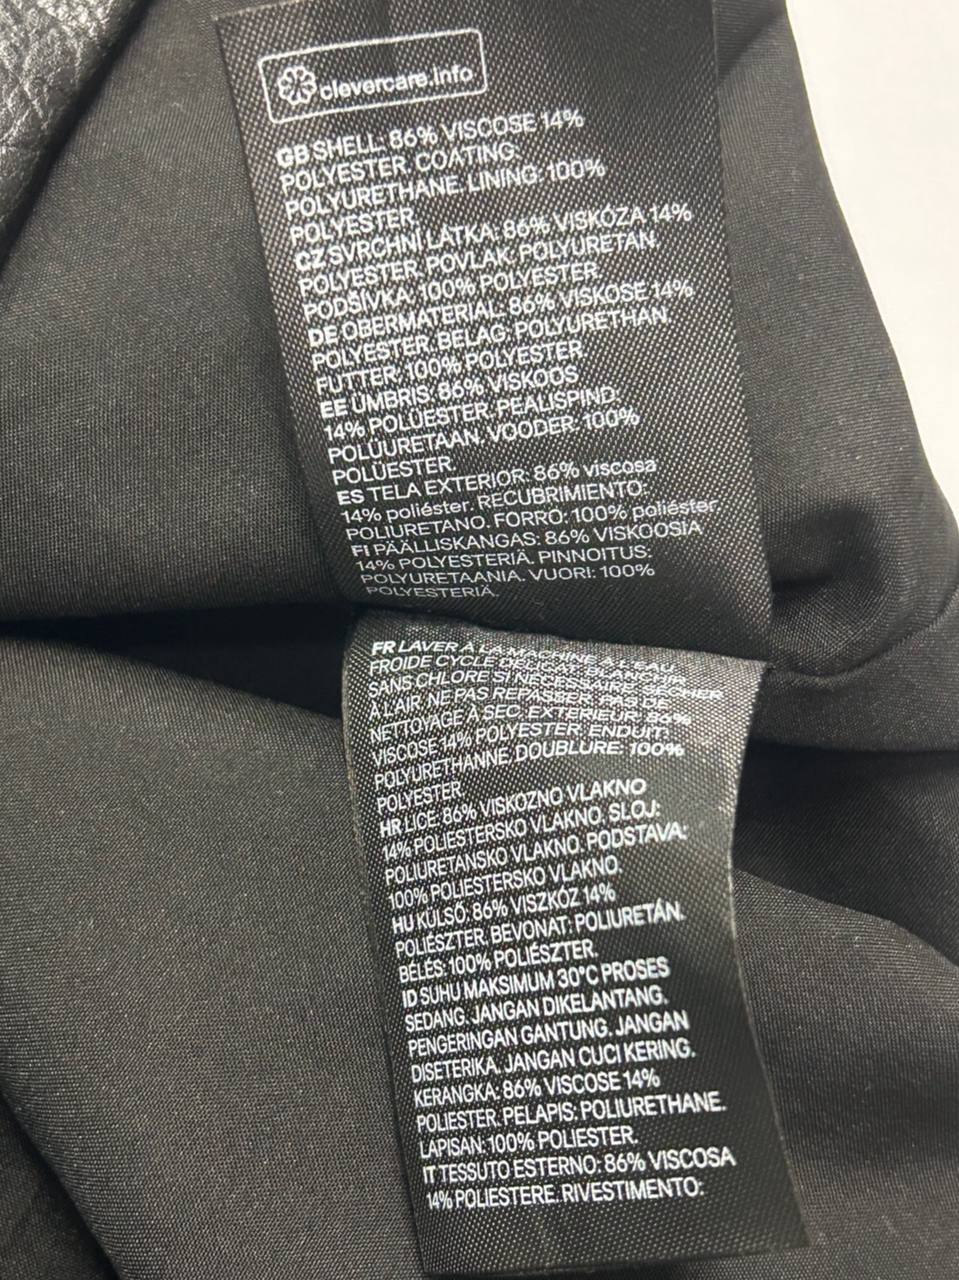 clevercare.info
GB SHELL: 86% VISCOSE 14%
POLYESTER. COATING:
POLYURETHANE. LINING: 100%
POLYESTER.
CZ SVRCHNÍ LÁTKA: 86% VISKÓZA 14%
POLYESTER. POVLAK: POLYURETAN.
PODŠÍVKA: 100% POLYESTER.
DE OBERMATERIAL: 86% VISKOSE 14%
POLYESTER. BELAG: POLYURETHAN.
FUTTER: 100% POLYESTER.
EE ÜMBRIS: 86% VISKOOS
14% POLÜESTER. PEALISPIND:
POLÜURETAAN. VOODER: 100%
POLÜESTER.
ES TELA EXTERIOR: 86% viscosa
14% poliéster. RECUBRIMIENTO:
POLIURETANO. FORRO: 100% poliéster
FI PÄÄLLISKANGAS: 86% VISKOOSIA
14% POLYESTERIÄ. PINNOITUS:
POLYURETAANIA. VUORI: 100%
POLYESTERIÄ.
FR LAVER À LA MACHINE À L'EAU
FROIDE CYCLE DÉLICAT. BLANCHIR
SANS CHLORE SI NÉCESSAIRE. SÉCHER
À L'AIR. NE PAS REPASSER. PAS DE
NETTOYAGE À SEC. EXTÉRIEUR: 86%
VISCOSE 14% POLYESTER. ENDUIT:
POLYURÉTHANNE. DOUBLURE: 100%
POLYESTER.
HR LICE: 86% VISKOZNO VLAKNO
14% POLIESTERSKO VLAKNO. SLOJ:
POLIURETANSKO VLAKNO. PODSTAVA:
100% POLIESTERSKO VLAKNO.
HU KÜLSŐ: 86% VISZKÓZ 14%
POLIÉSZTER. BEVONAT: POLIURETÁN.
BÉLÉS: 100% POLIÉSZTER.
ID SUHU MAKSIMUM 30°C PROSES
SEDANG. JANGAN DIKELANTANG.
PENGERINGAN GANTUNG. JANGAN
DISETERIKA. JANGAN CUCI KERING.
KERANGKA: 86% VISCOSE 14%
POLIESTER. PELAPIS: POLIURETHANE.
LAPISAN: 100% POLIESTER.
IT TESSUTO ESTERNO: 86% VISCOSA
14% POLIESTERE. RIVESTIMENTO: